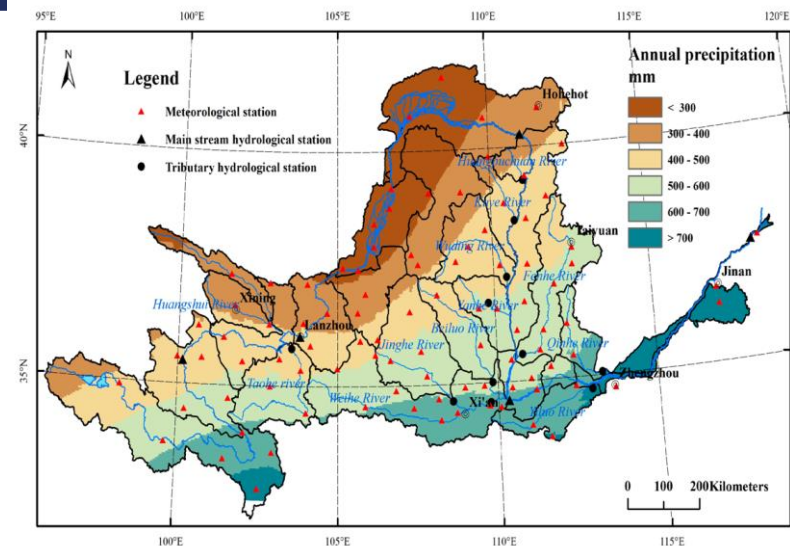 95°E 100°E 105°E 110°E 115°E 120°E
N
Legend
Meteorological station
Main stream hydrological station
Tributary hydrological station
Annual precipitation
mm
< 300
300 - 400
400 - 500
500 - 600
600 - 700
> 700
40°N
40°N
35°N
35°N
Hohehot
Kuye River
Taiyuan
Wuding River
Fenhe River
Jinan
Huangshui River
Xining
Lanzhou
Yanhe River
Beiluo River
Jinghe River
Qinhe River
Zhengzhou
Taohe river
Weihe River
Xi'an
Yiluo River
0 100 200Kilometers
100°E 105°E 110°E 115°E